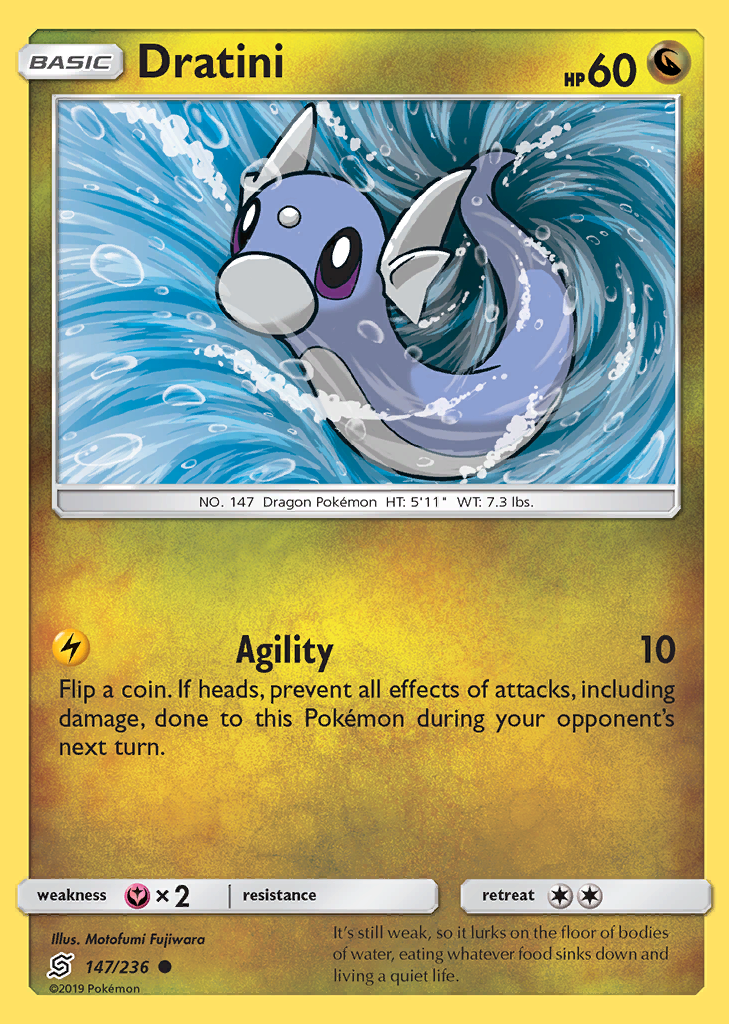 BASIC Dratini HP60
NO. 147 Dragon Pokémon HT: 5'11" WT: 7.3 lbs.
Agility 10
Flip a coin. If heads, prevent all effects of attacks, including
damage, done to this Pokémon during your opponent's
next turn.
weakness ×2 resistance retreat
Illus. Motofumi Fujiwara
147/236
©2019 Pokémon
It's still weak, so it lurks on the floor of bodies
of water, eating whatever food sinks down and
living a quiet life.